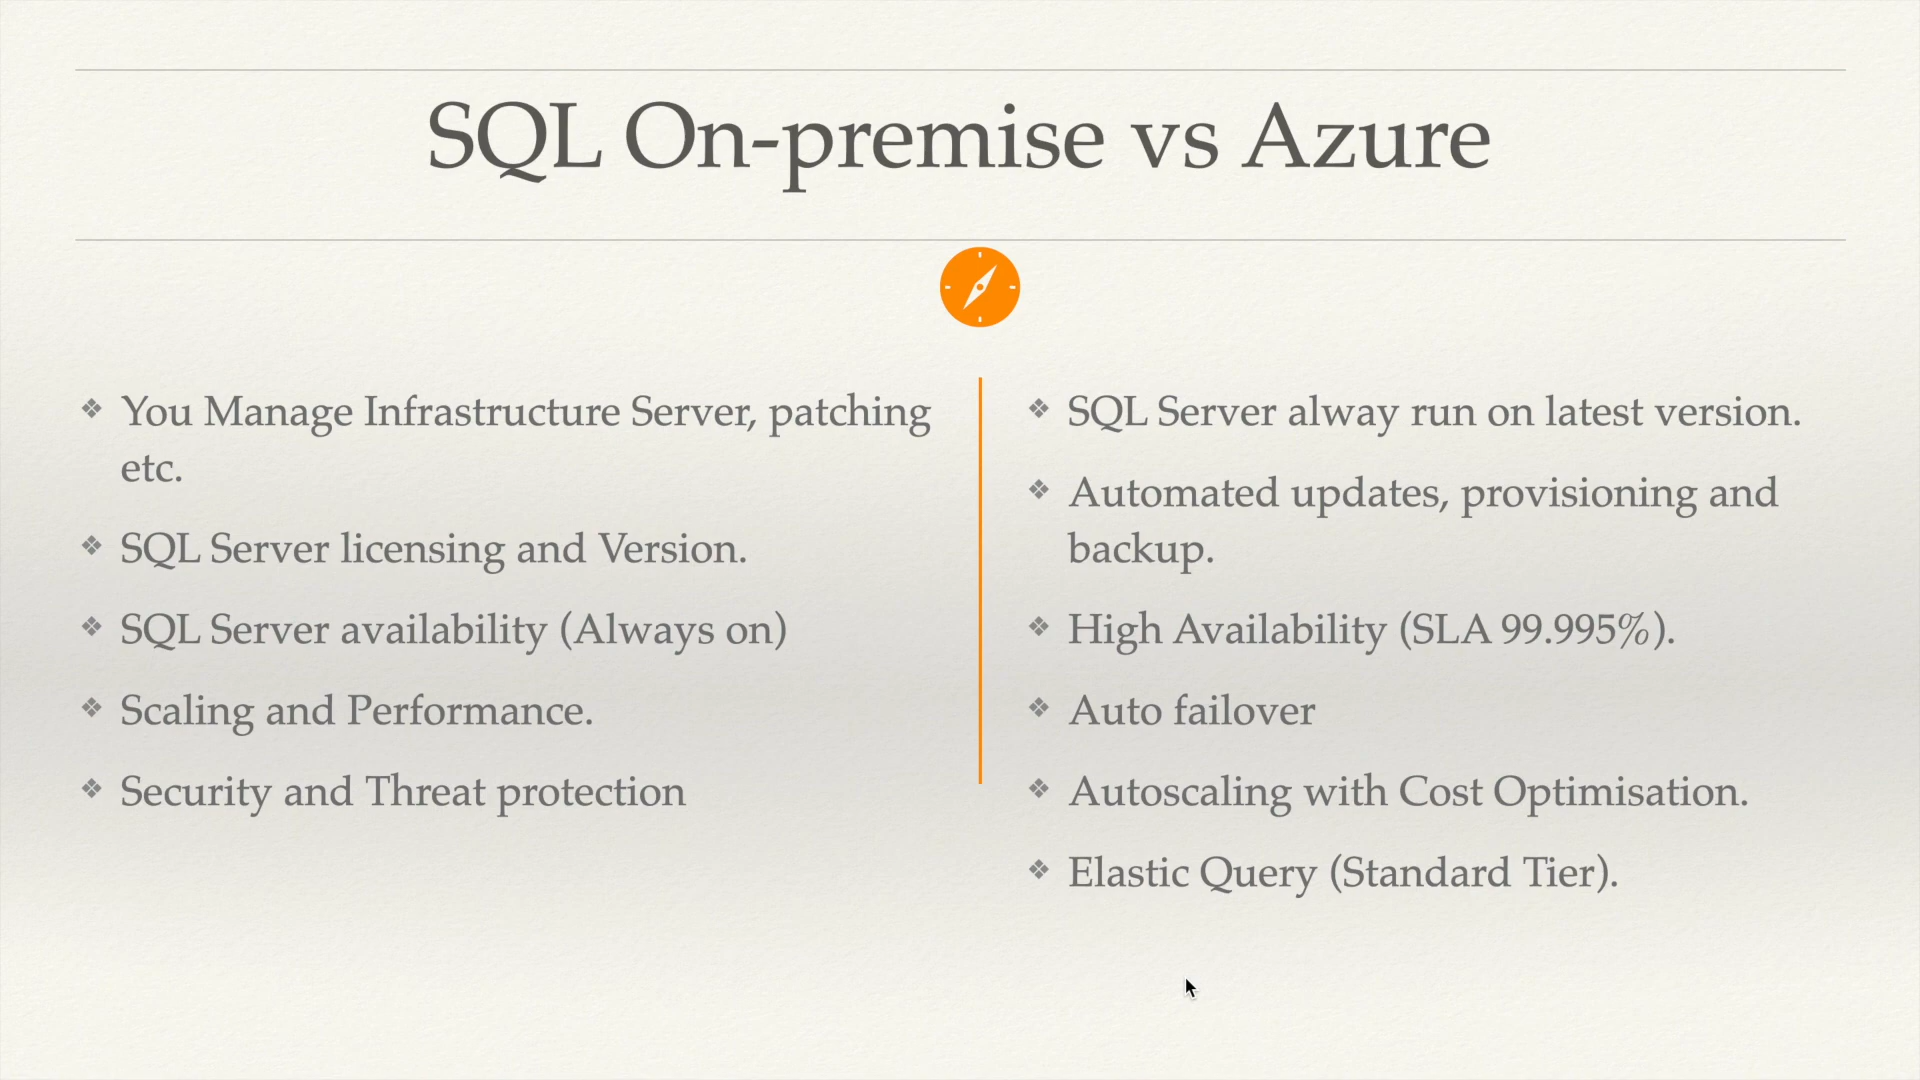 SQL On-premise vs Azure
❖ You Manage Infrastructure Server, patching
etc.
❖ SQL Server licensing and Version.
❖ SQL Server availability (Always on)
❖ Scaling and Performance.
❖ Security and Threat protection
❖ SQL Server alway run on latest version.
❖ Automated updates, provisioning and
backup.
❖ High Availability (SLA 99.995%).
❖ Auto failover
❖ Autoscaling with Cost Optimisation.
❖ Elastic Query (Standard Tier).